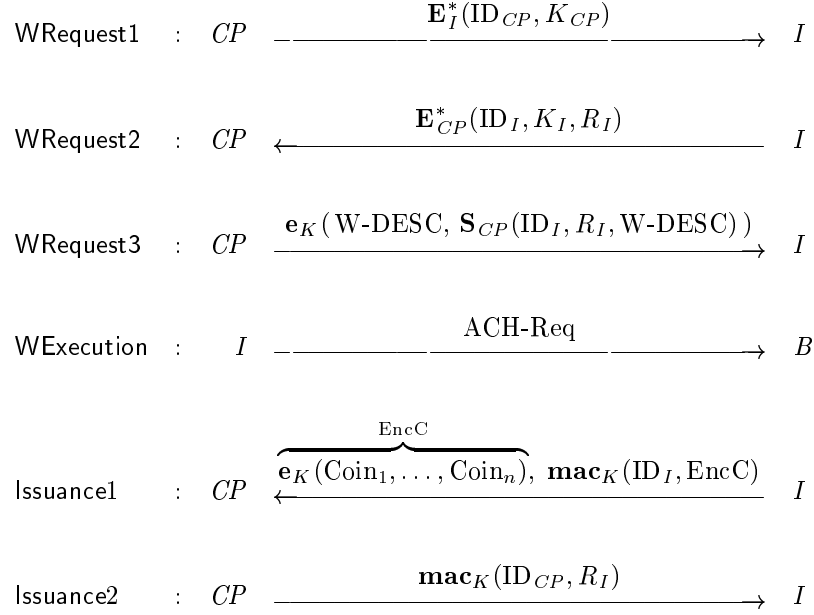 WRequest1 : CP E*_I(ID_CP, K_CP) I
WRequest2 : CP E*_CP(ID_I, K_I, R_I) I
WRequest3 : CP e_K( W-DESC, S_CP(ID_I, R_I, W-DESC) ) I
WExecution : I ACH-Req B
EncC
Issuance1 : CP e_K(Coin_1, ..., Coin_n), mac_K(ID_I, EncC) I
Issuance2 : CP mac_K(ID_CP, R_I) I